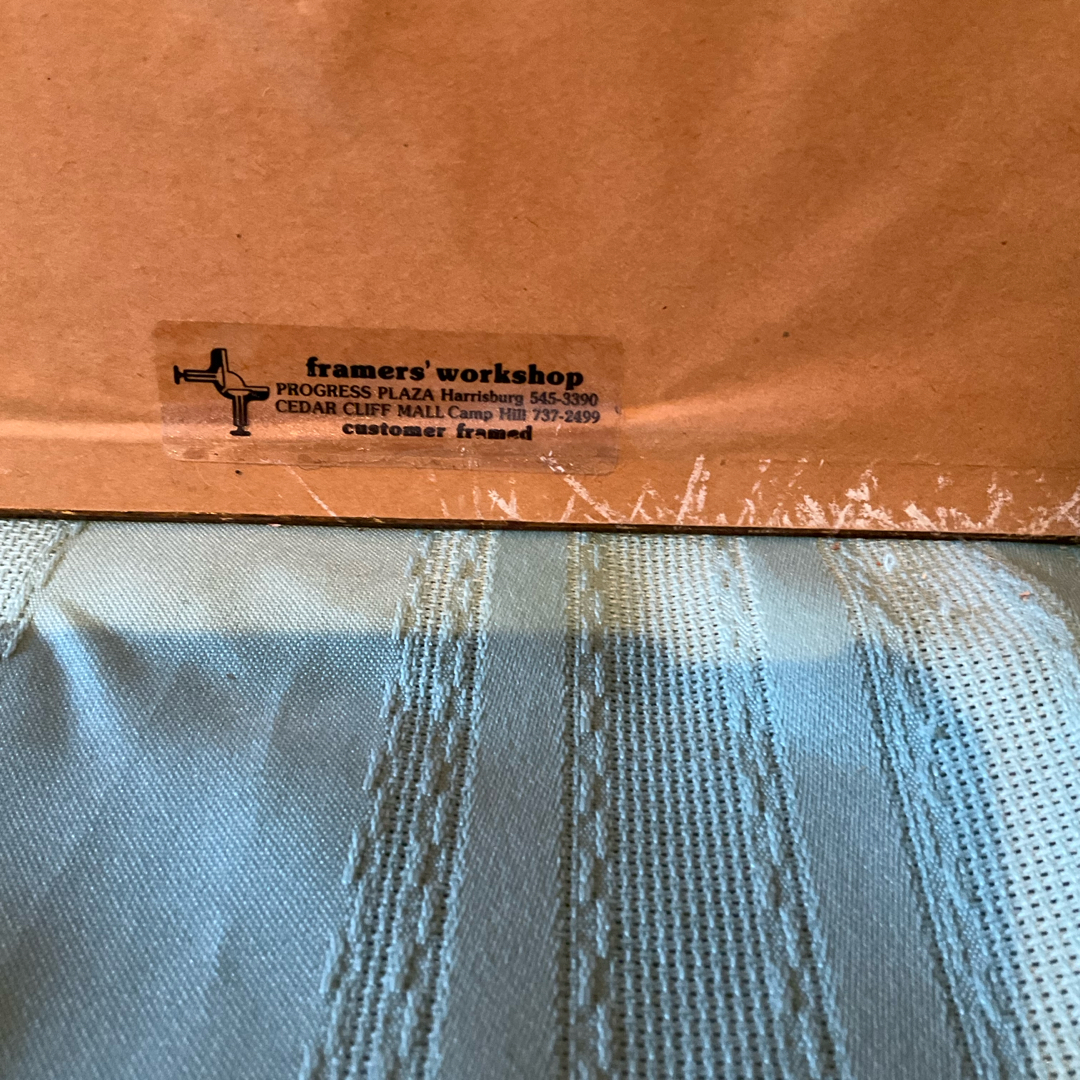 framers' workshop
PROGRESS PLAZA Harrisburg 545-3390
CEDAR CLIFF MALL Camp Hill 737-2499
customer framed